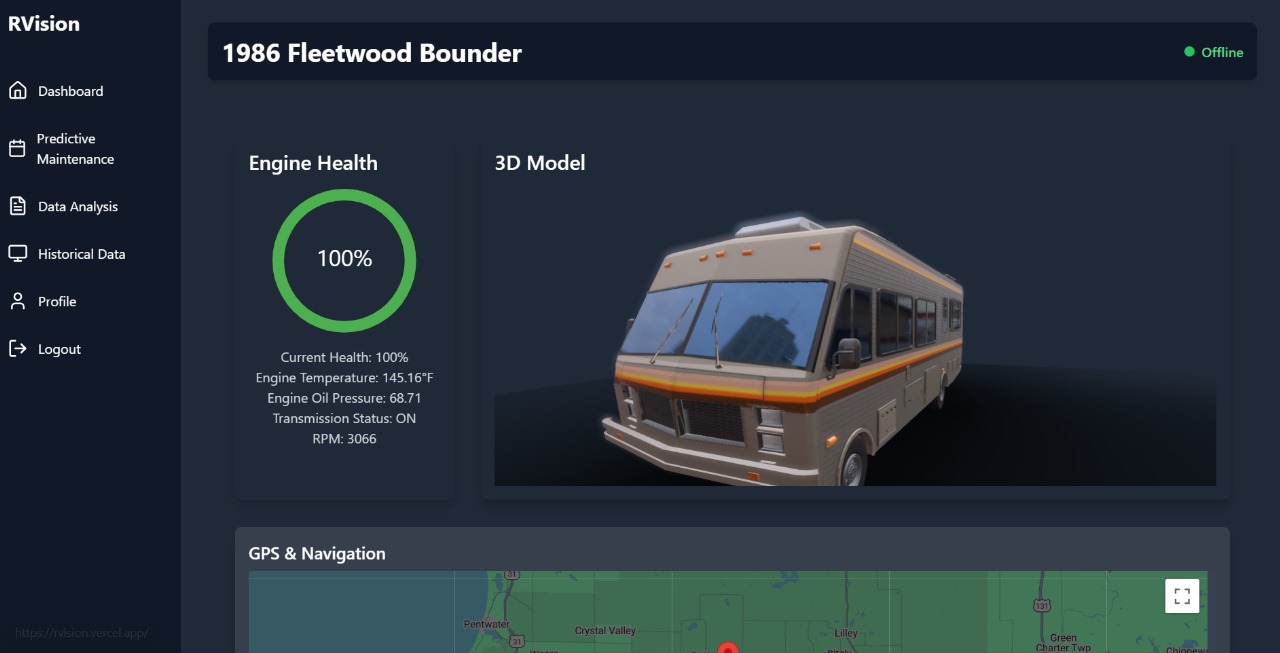 RVision
Dashboard
Predictive
Maintenance
Data Analysis
Historical Data
Profile
Logout
https://rvision.vercel.app/
1986 Fleetwood Bounder
Offline
Engine Health
100%
Current Health: 100%
Engine Temperature: 145.16°F
Engine Oil Pressure: 68.71
Transmission Status: ON
RPM: 3066
3D Model
GPS & Navigation
31
131
Pentwater
Crystal Valley
Lilley
31
Green
Charter Twp